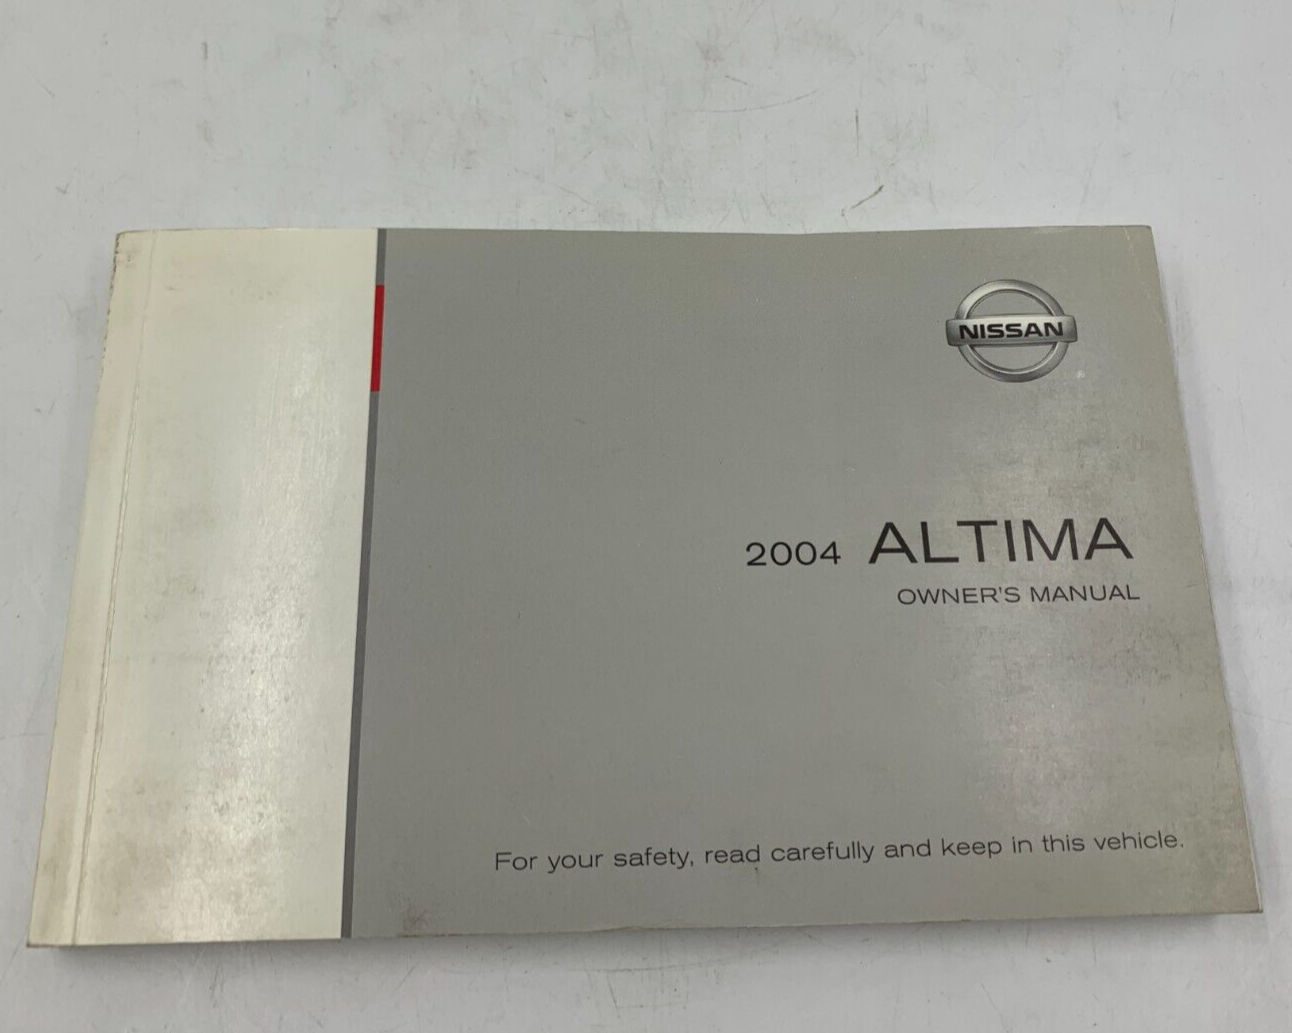 NISSAN
2004 ALTIMA
OWNER'S MANUAL
For your safety, read carefully and keep in this vehicle.